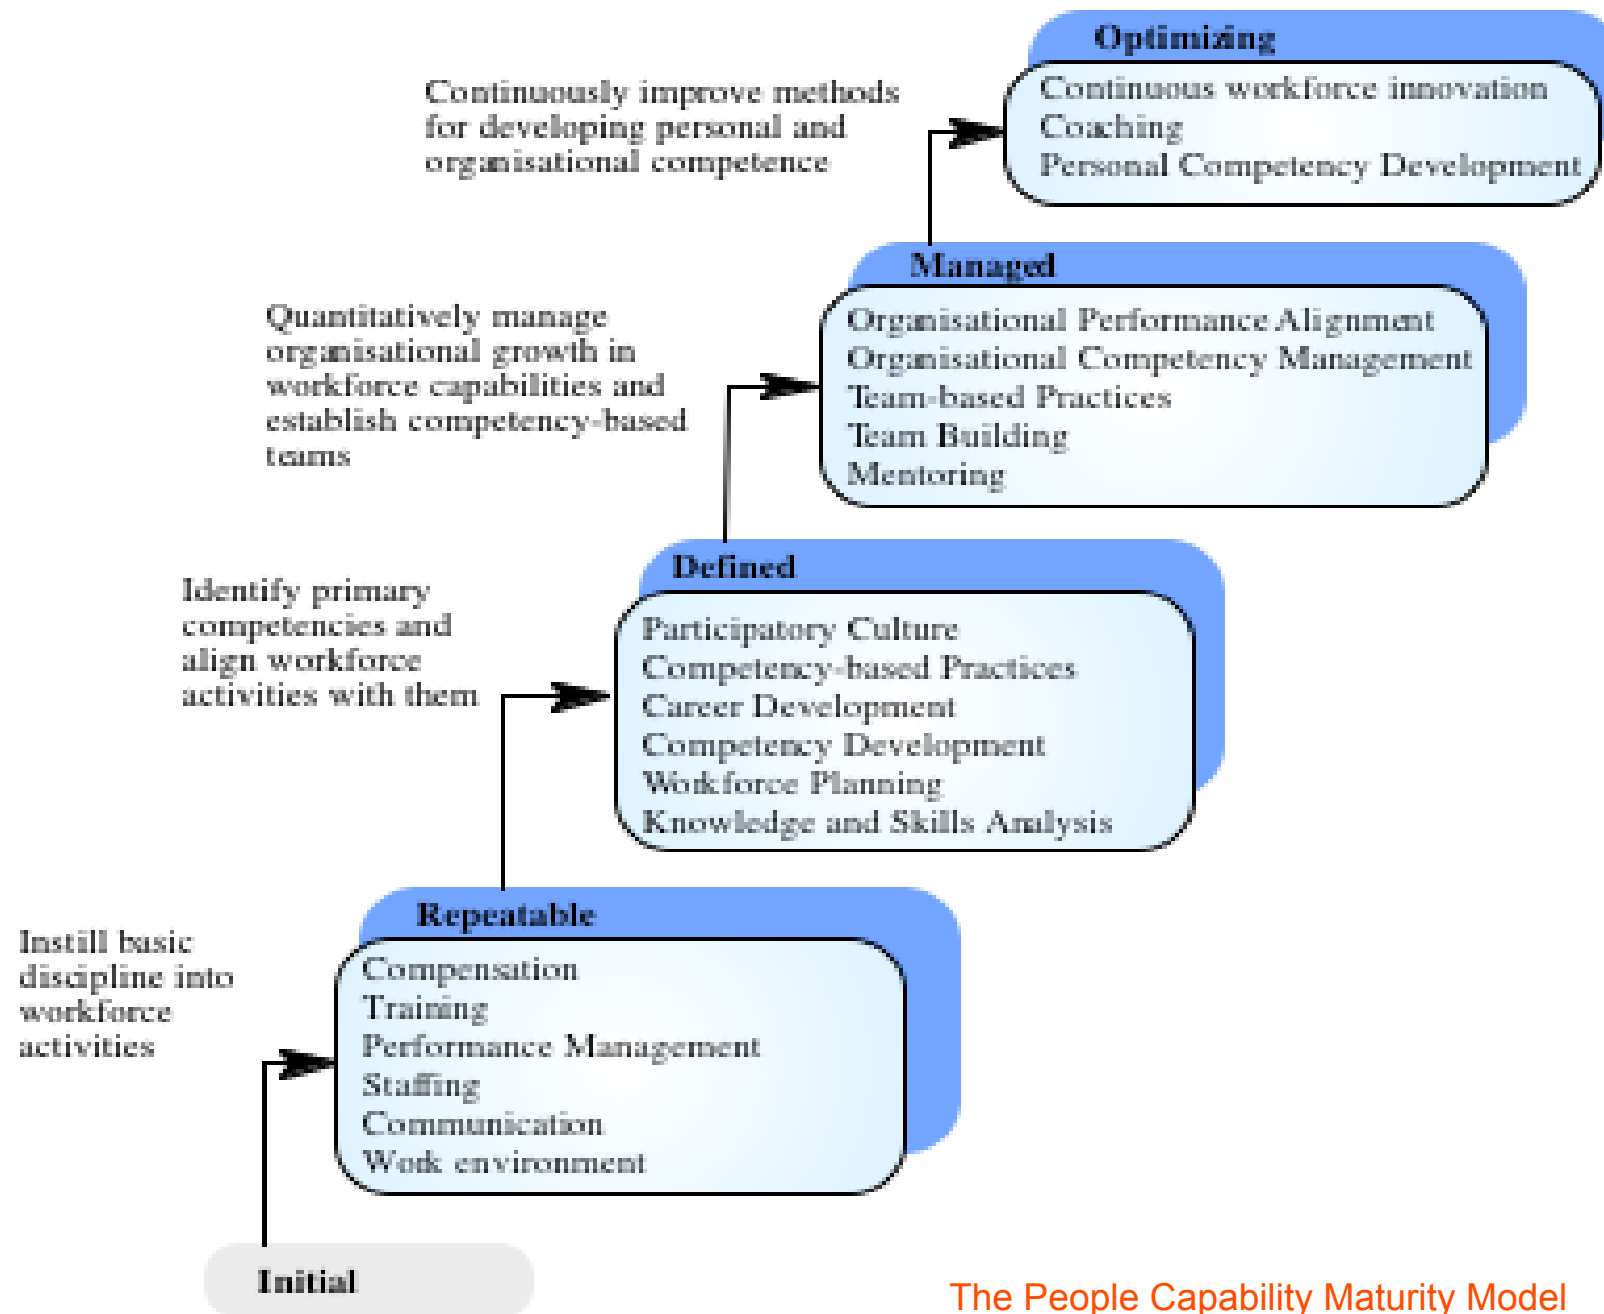 Optimizing
Continuous workforce innovation
Coaching
Personal Competency Development
Continuously improve methods
for developing personal and
organisational competence
Managed
Organisational Performance Alignment
Organisational Competency Management
Team-based Practices
Team Building
Mentoring
Quantitatively manage
organisational growth in
workforce capabilities and
establish competency-based
teams
Defined
Participatory Culture
Competency-based Practices
Career Development
Competency Development
Workforce Planning
Knowledge and Skills Analysis
Identify primary
competencies and
align workforce
activities with them
Repeatable
Compensation
Training
Performance Management
Staffing
Communication
Work environment
Instill basic
discipline into
workforce
activities
Initial
The People Capability Maturity Model